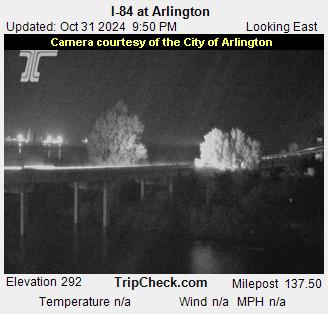 I-84 at Arlington
Updated: Oct 31 2024 9:50 PM Looking East
Camera courtesy of the City of Arlington
Elevation 292 TripCheck.com Milepost 137.50
Temperature n/a Wind n/a MPH n/a